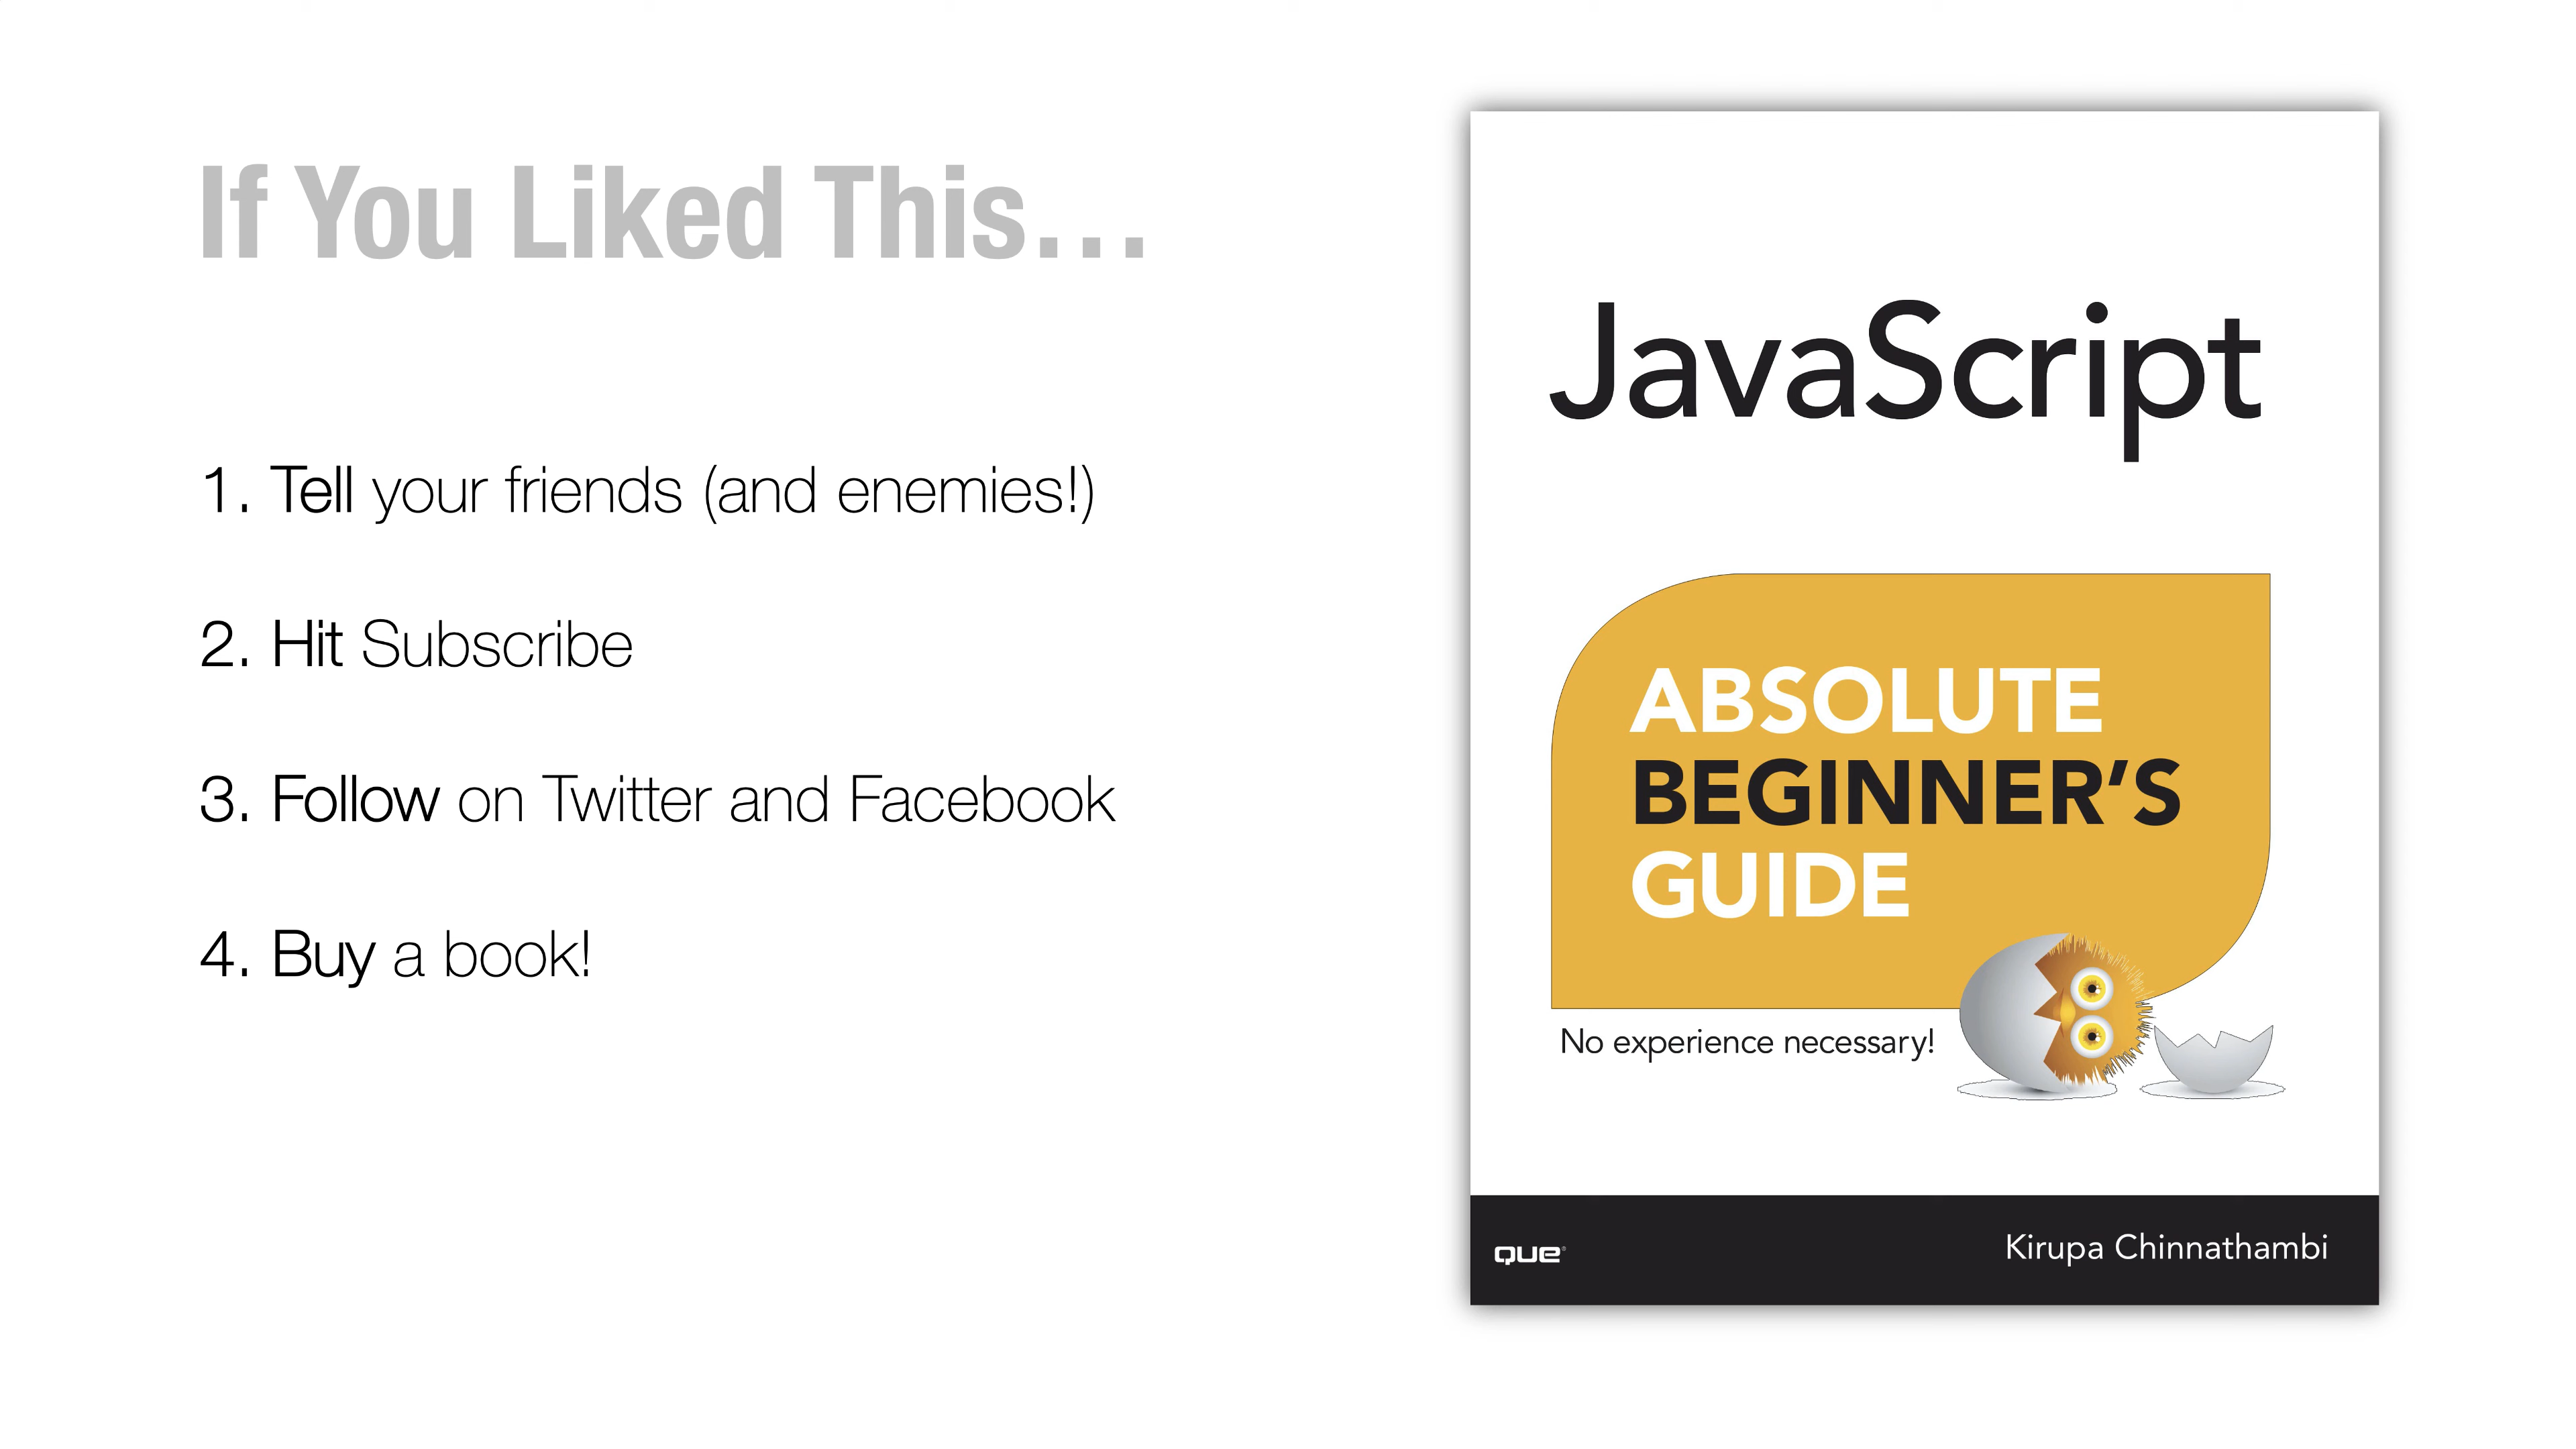 If You Liked This…
1. Tell your friends (and enemies!)
2. Hit Subscribe
3. Follow on Twitter and Facebook
4. Buy a book!
JavaScript
ABSOLUTE
BEGINNER’S
GUIDE
No experience necessary!
QUE®
Kirupa Chinnathambi